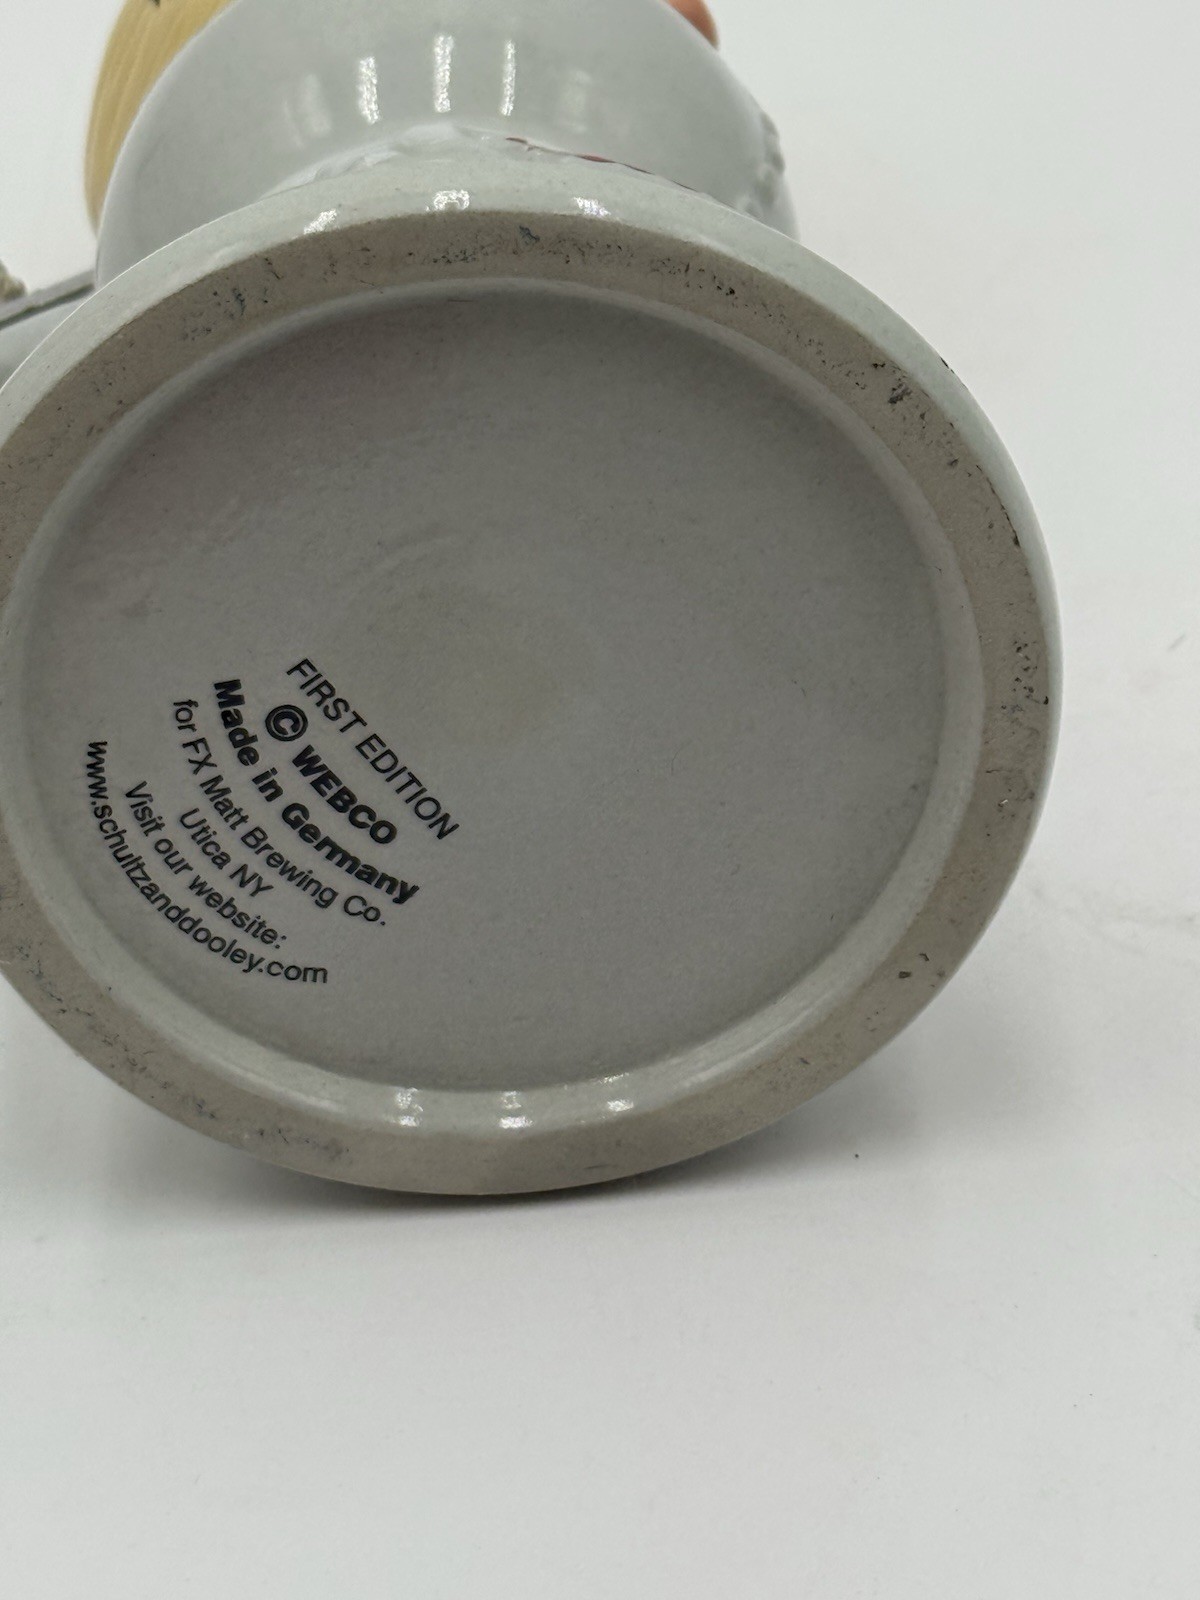 FIRST EDITION
© WEBCO
Made in Germany
for FX Matt Brewing Co.
Utica NY
Visit our website:
www.schultzanddooley.com